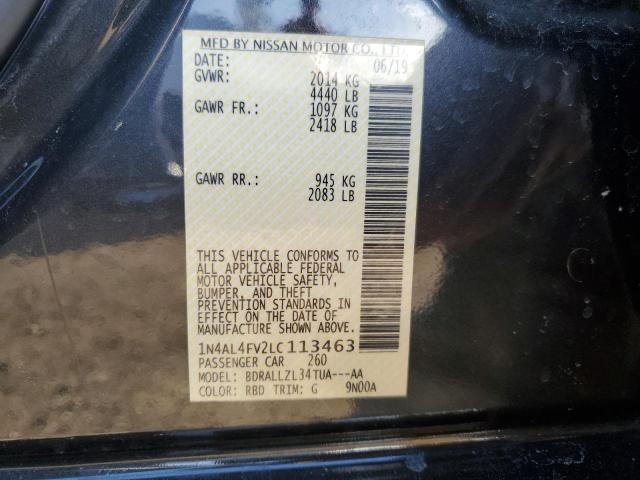 MFD BY NISSAN MOTOR CO., LTD.
DATE: 06/19
GVWR: 2014 KG
4440 LB
GAWR FR.: 1097 KG
2418 LB
GAWR RR.: 945 KG
2083 LB
THIS VEHICLE CONFORMS TO
ALL APPLICABLE FEDERAL
MOTOR VEHICLE SAFETY,
BUMPER, AND THEFT
PREVENTION STANDARDS IN
EFFECT ON THE DATE OF
MANUFACTURE SHOWN ABOVE.
1N4AL4FV2LC113463
PASSENGER CAR 260
MODEL: BDRALLZL34TUA---AA
COLOR: RBD TRIM: G 9N00A